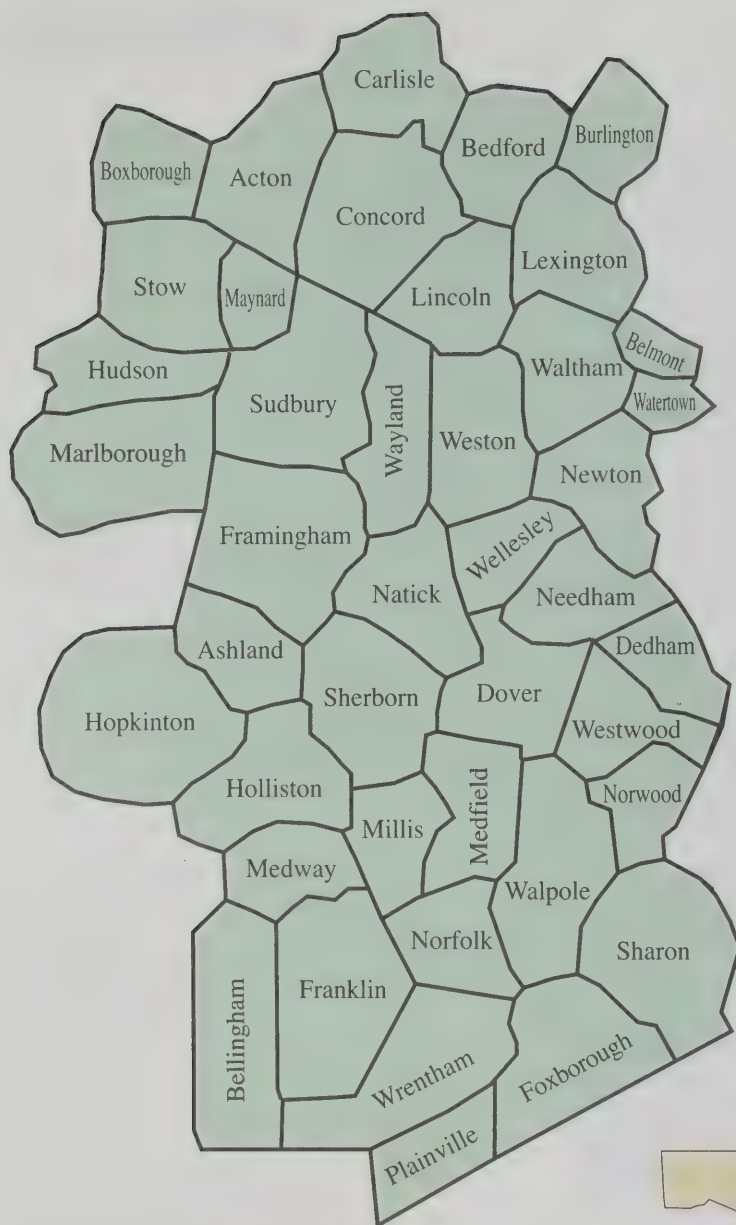 Carlisle
Burlington
Bedford
Boxborough
Acton
Concord
Lexington
Stow
Maynard
Lincoln
Belmont
Hudson
Waltham
Watertown
Sudbury
Wayland
Weston
Marlborough
Newton
Framingham
Wellesley
Natick
Needham
Ashland
Dedham
Sherborn
Dover
Hopkinton
Westwood
Holliston
Norwood
Millis
Medfield
Medway
Walpole
Norfolk
Sharon
Franklin
Bellingham
Wrentham
Foxborough
Plainville